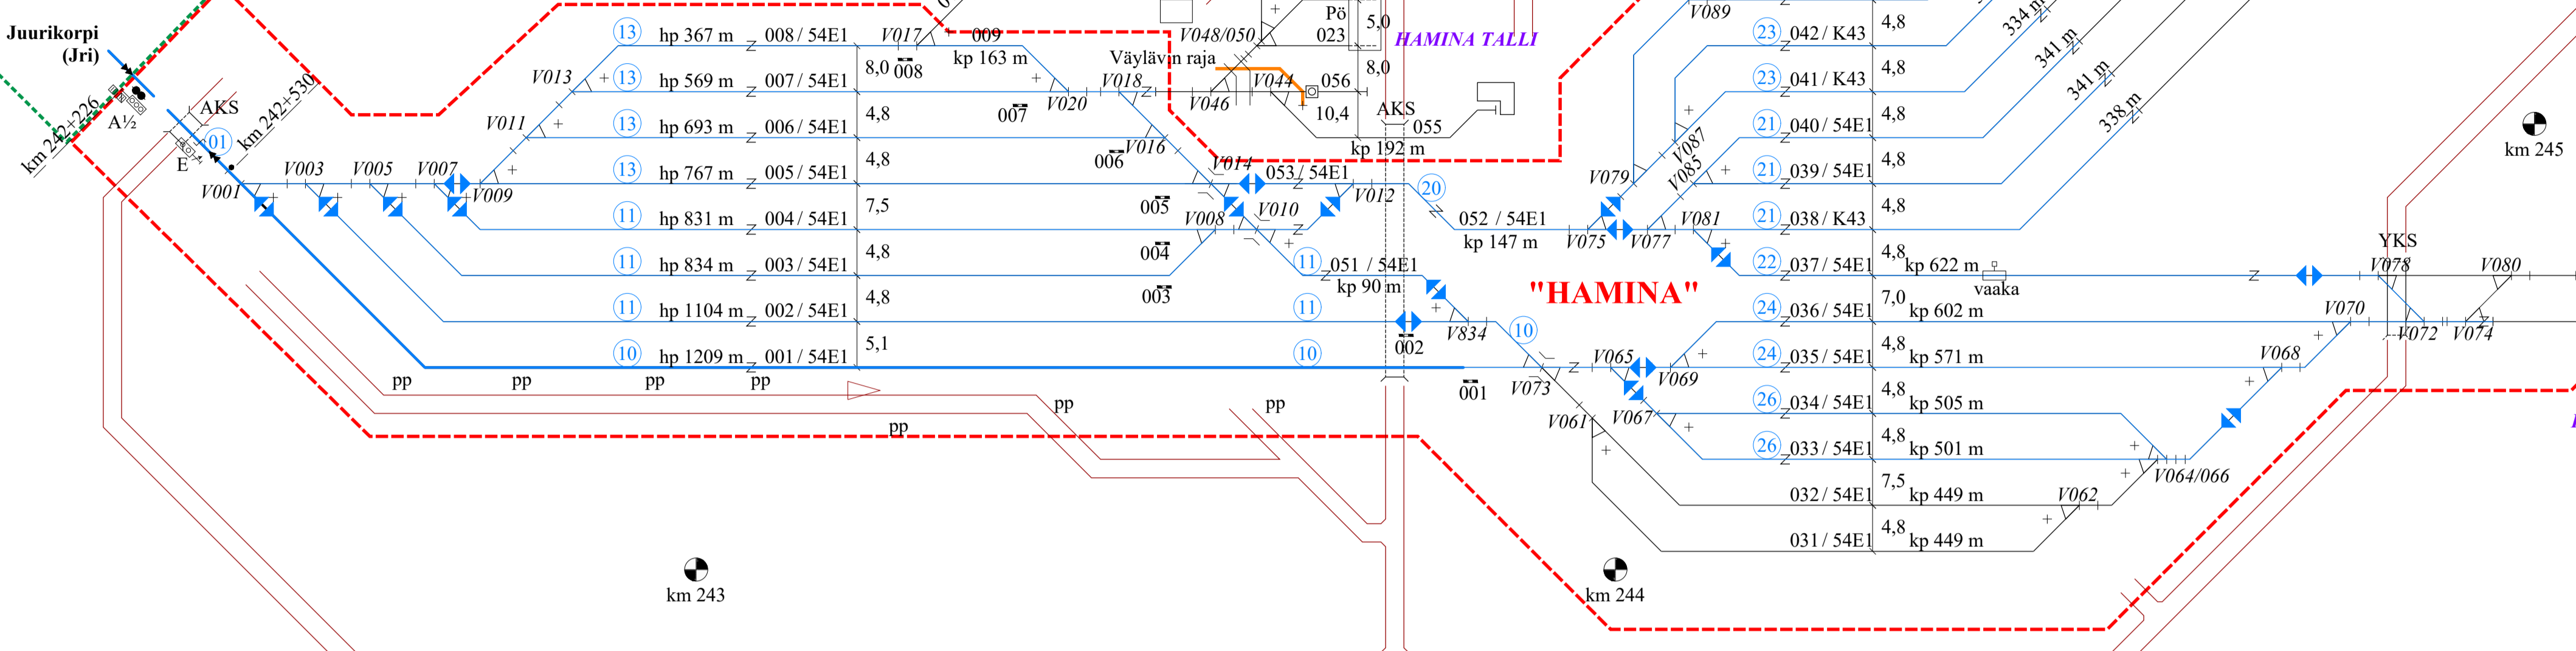 Juurikorpi
(Jri)
km 242+226
A½
AKS
E
01
km 242+530
V001
V003
V005
V007
V009
V011
V013
V017
13 hp 367 m 008 / 54E1
13 hp 569 m 007 / 54E1
13 hp 693 m 006 / 54E1
13 hp 767 m 005 / 54E1
11 hp 831 m 004 / 54E1
11 hp 834 m 003 / 54E1
11 hp 1104 m 002 / 54E1
10 hp 1209 m 001 / 54E1
8,0
4,8
4,8
7,5
4,8
4,8
5,1
008
007
006
005
004
003
002
001
009
kp 163 m
V020
V018
V016
V014
V008
V010
V012
Väylävin raja
V048/050
V046
V044
Pö
023
056
5,0
8,0
10,4
AKS
055
kp 192 m
HAMINA TALLI
053 / 54E1
20
052 / 54E1
kp 147 m
11
051 / 54E1
kp 90 m
11
10
10
V834
V073
V061
V065
V067
V069
"HAMINA"
V075
V077
V079
V081
V085
V087
V089
23 042 / K43
23 041 / K43
21 040 / 54E1
21 039 / 54E1
21 038 / K43
22 037 / 54E1 kp 622 m
24 036 / 54E1 kp 602 m
24 035 / 54E1 kp 571 m
26 034 / 54E1 kp 505 m
26 033 / 54E1 kp 501 m
032 / 54E1 kp 449 m
031 / 54E1 kp 449 m
4,8
4,8
4,8
4,8
4,8
4,8
7,0
4,8
4,8
4,8
7,5
4,8
334 m
341 m
341 m
338 m
vaaka
V062
V064/066
V068
V070
V072
V074
V078
V080
YKS
km 245
pp
pp
pp
pp
pp
pp
pp
km 243
km 244